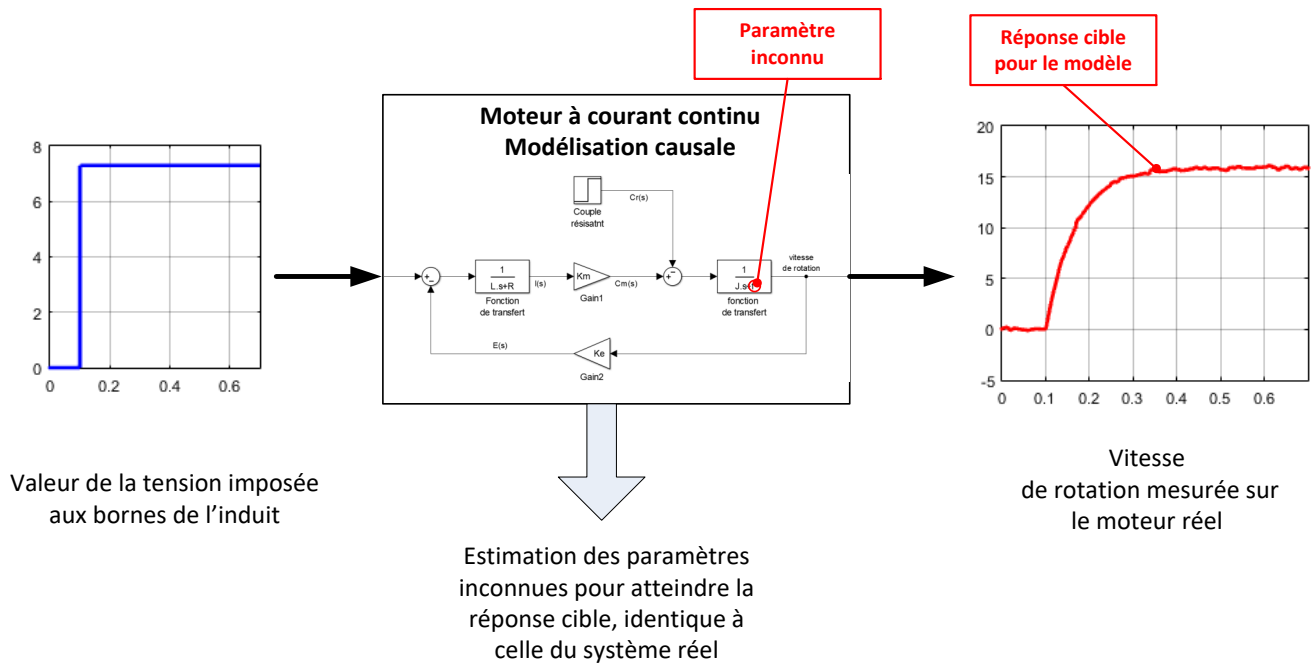 Paramètre
inconnu
Réponse cible
pour le modèle
Moteur à courant continu
Modélisation causale
8
6
4
2
0
0
0.2
0.4
0.6
Couple
résisatnt
Cr(s)
+
-
1
L.s+R
Fonction
de transfert
I(s)
Km
Gain1
Cm(s)
+
-
1
J.s+
fonction
de transfert
vitesse
de rotation
E(s)
Ke
Gain2
20
15
10
5
0
-5
0
0.1
0.2
0.3
0.4
0.5
0.6
Valeur de la tension imposée
aux bornes de l’induit
Vitesse
de rotation mesurée sur
le moteur réel
Estimation des paramètres
inconnues pour atteindre la
réponse cible, identique à
celle du système réel